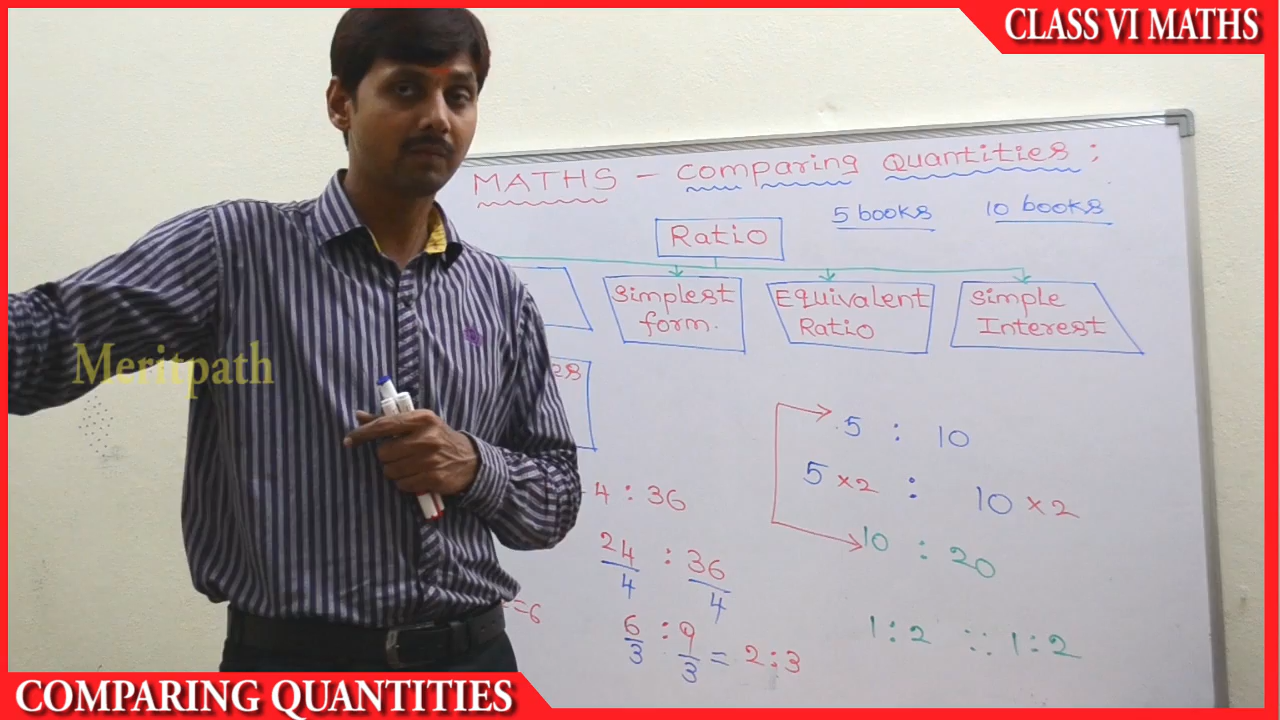 CLASS VI MATHS
MATHS - Comparing Quantities :
5 books 10 books
Ratio
Simplest form.
Equivalent Ratio
Simple Interest
Meritpath
5 : 10
5 ×2 : 10 ×2
10 : 20
1 : 2 :: 1 : 2
4 : 36
24/4 : 36/4
=6
6/3 : 9/3 = 2 : 3
COMPARING QUANTITIES